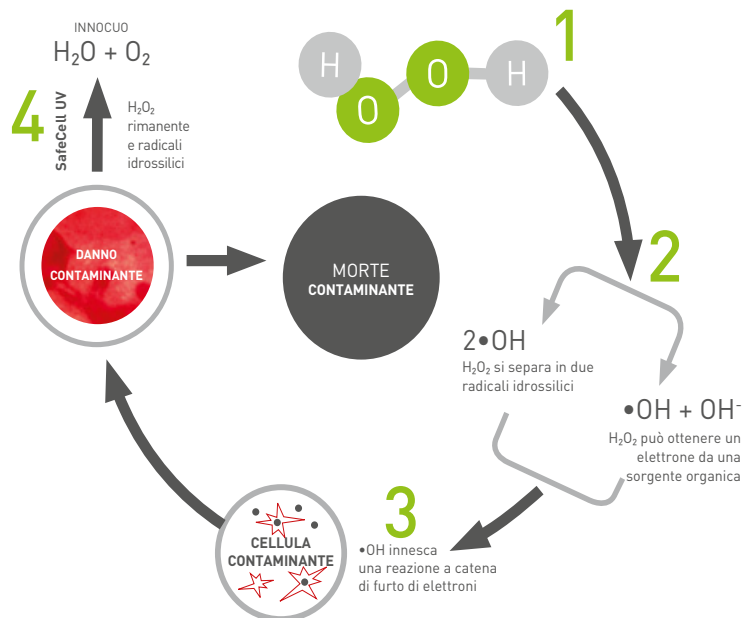 1
H
O
O
H
2
2•OH
H₂O₂ si separa in due
radicali idrossilici
•OH + OH⁻
H₂O₂ può ottenere un
elettrone da una
sorgente organica
3
•OH innesca
una reazione a catena
di furto di elettroni
CELLULA
CONTAMINANTE
DANNO
CONTAMINANTE
MORTE
CONTAMINANTE
4
SafeCell UV
H₂O₂
rimanente
e radicali
idrossilici
INNOCUO
H₂O + O₂